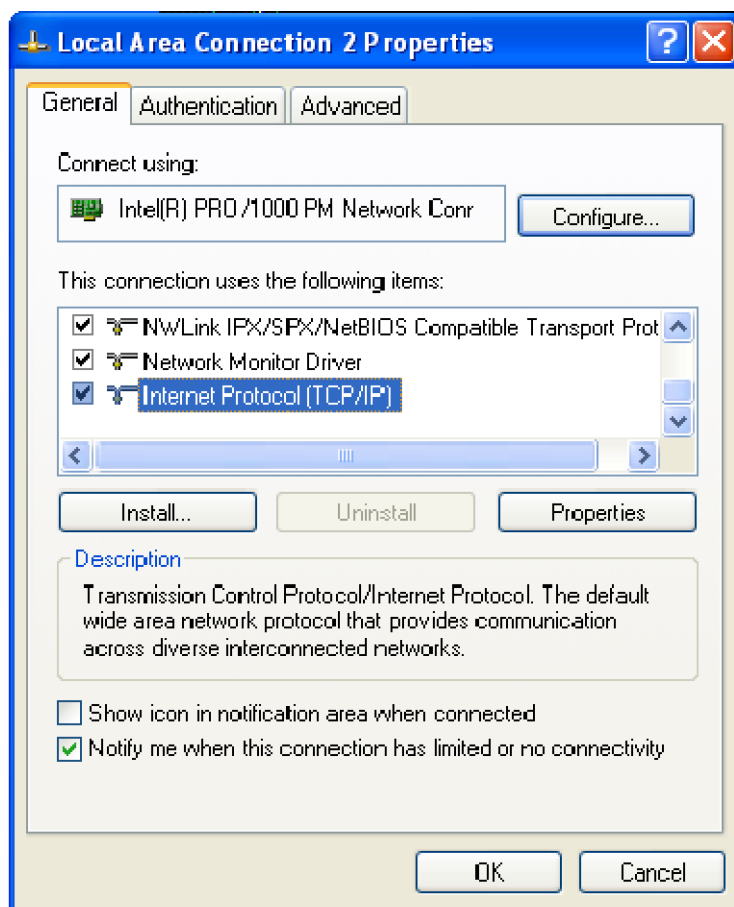 Local Area Connection 2 Properties
General Authentication Advanced
Connect using:
Intel(R) PRO/1000 PM Network Conr
Configure...
This connection uses the following items:
NWLink IPX/SPX/NetBIOS Compatible Transport Prot
Network Monitor Driver
Internet Protocol (TCP/IP)
Install... Uninstall Properties
Description
Transmission Control Protocol/Internet Protocol. The default
wide area network protocol that provides communication
across diverse interconnected networks.
Show icon in notification area when connected
Notify me when this connection has limited or no connectivity
OK Cancel